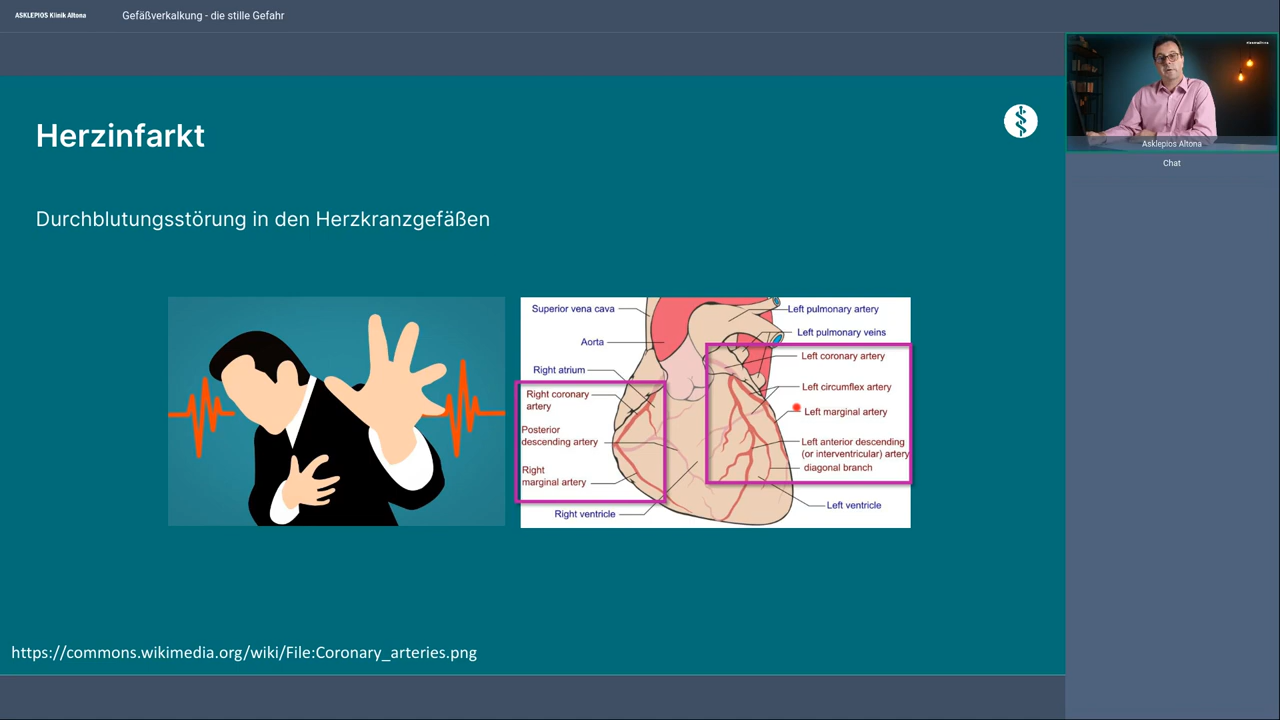 ASKLEPIOS Klinik Altona
Gefäßverkalkung - die stille Gefahr
Herzinfarkt
Durchblutungsstörung in den Herzkranzgefäßen
Superior vena cava
Aorta
Right atrium
Right coronary
artery
Posterior
descending artery
Right
marginal artery
Right ventricle
Left pulmonary artery
Left pulmonary veins
Left coronary artery
Left circumflex artery
Left marginal artery
Left anterior descending
(or interventricular) artery
diagonal branch
Left ventricle
https://commons.wikimedia.org/wiki/File:Coronary_arteries.png
Asklepios Altona
Chat